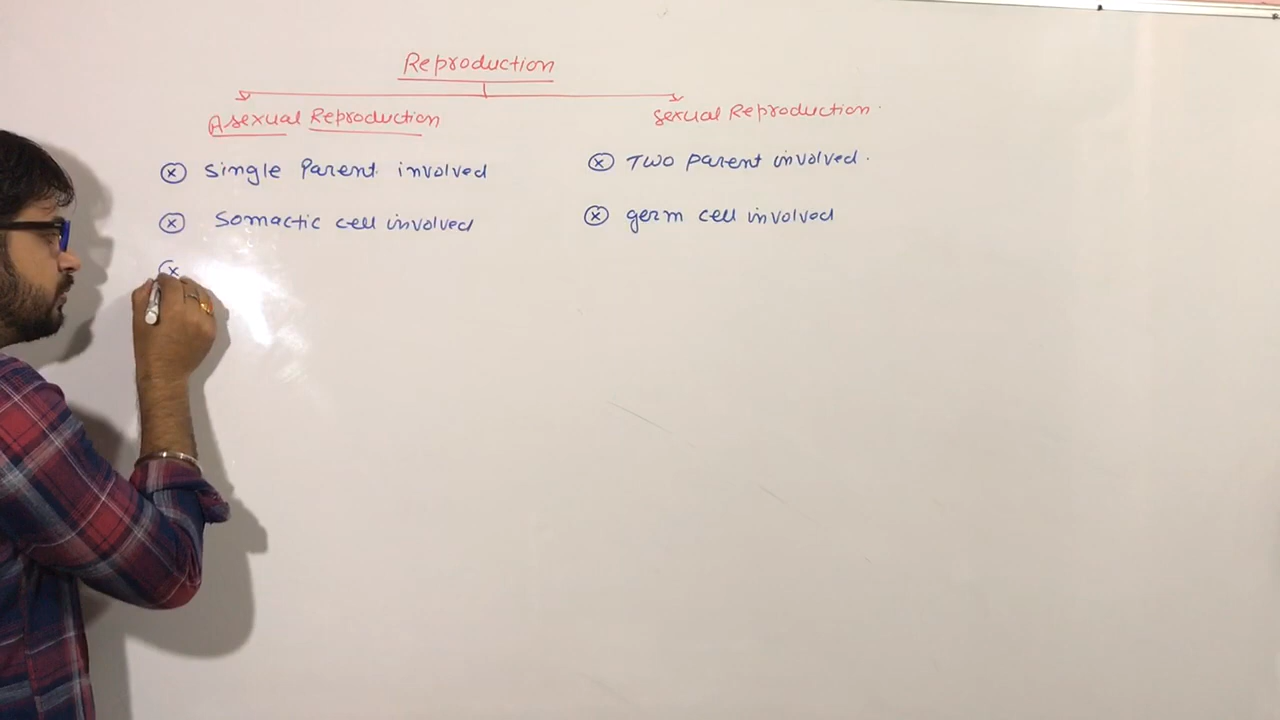 Reproduction
Asexual Reproduction
Sexual Reproduction.
ⓧ Single Parent involved
ⓧ Two parent involved.
ⓧ Somactic cell involved
ⓧ germ cell involved
ⓧ